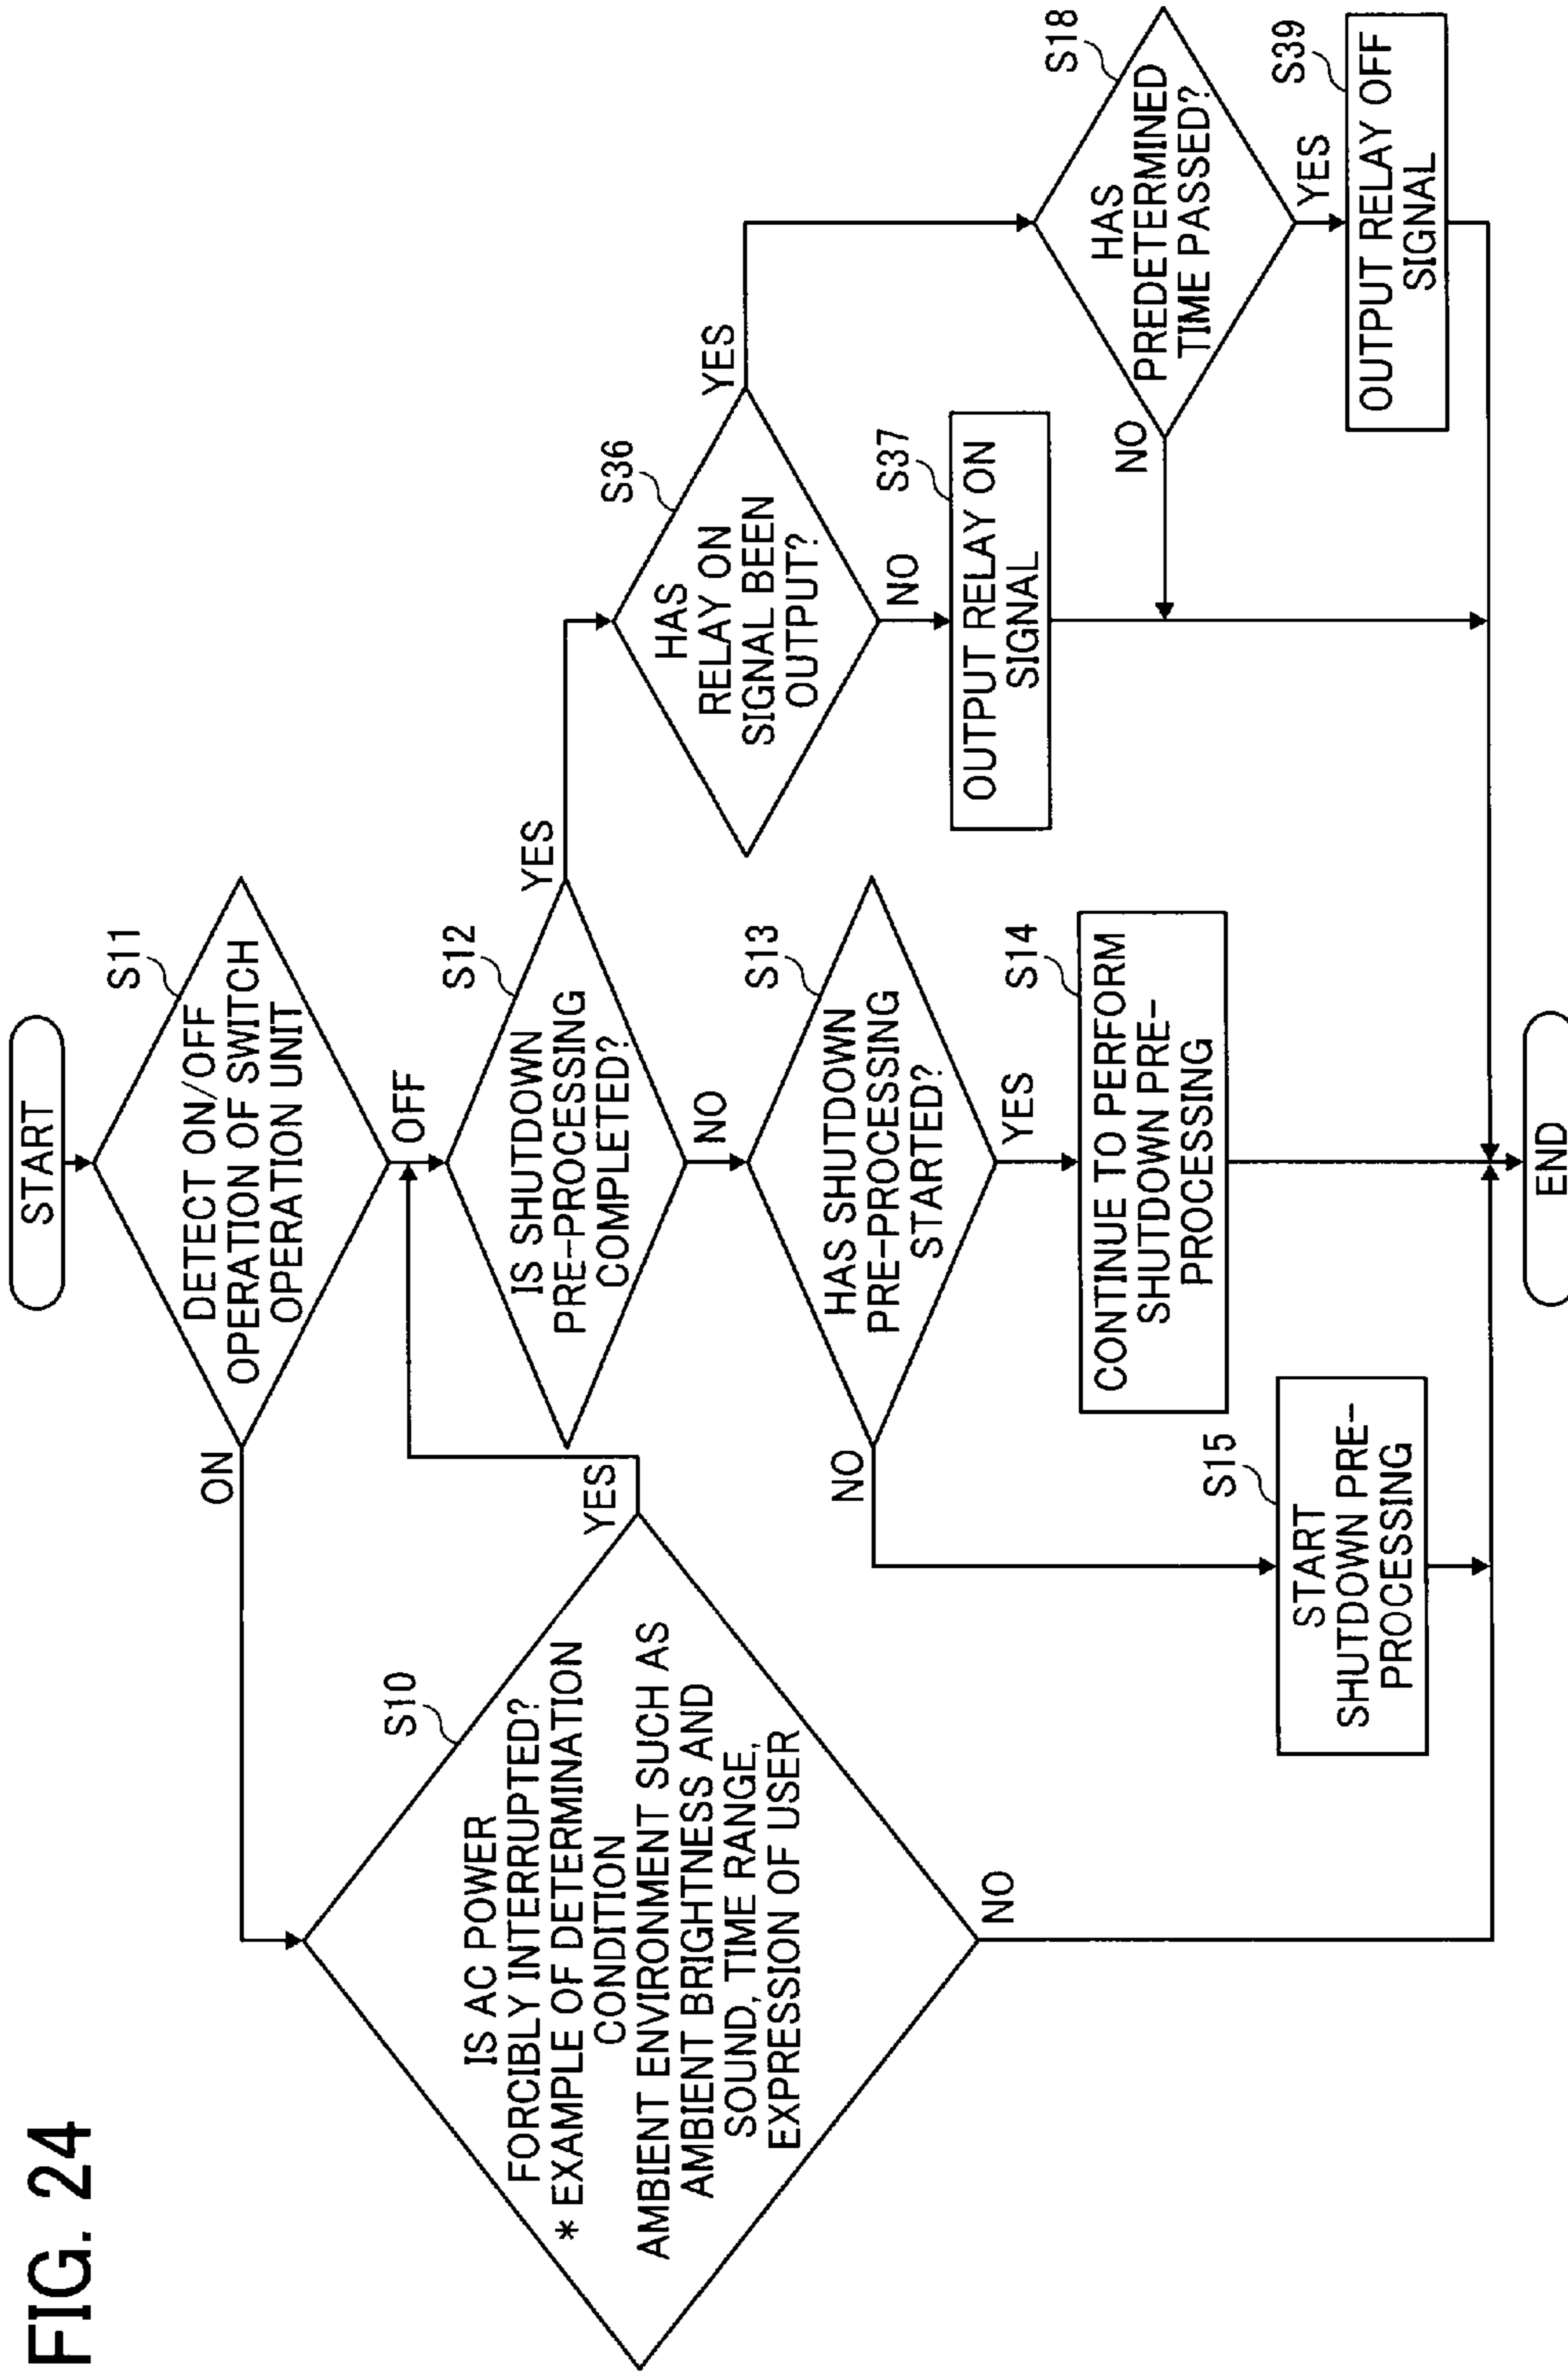 FIG. 24
START
S11
DETECT ON/OFF
OPERATION OF SWITCH
OPERATION UNIT
ON
OFF
S10
IS AC POWER
FORCIBLY INTERRUPTED?
* EXAMPLE OF DETERMINATION
CONDITION
AMBIENT ENVIRONMENT SUCH AS
AMBIENT BRIGHTNESS AND
SOUND, TIME RANGE,
EXPRESSION OF USER
YES
NO
S12
IS SHUTDOWN
PRE-PROCESSING
COMPLETED?
YES
NO
S13
HAS SHUTDOWN
PRE-PROCESSING
STARTED?
NO
YES
S14
CONTINUE TO PERFORM
SHUTDOWN PRE-
PROCESSING
S15
START
SHUTDOWN PRE-
PROCESSING
S36
HAS
RELAY ON
SIGNAL BEEN
OUTPUT?
YES
NO
S37
OUTPUT RELAY ON
SIGNAL
S18
HAS
PREDETERMINED
TIME PASSED?
NO
YES
S39
OUTPUT RELAY OFF
SIGNAL
END